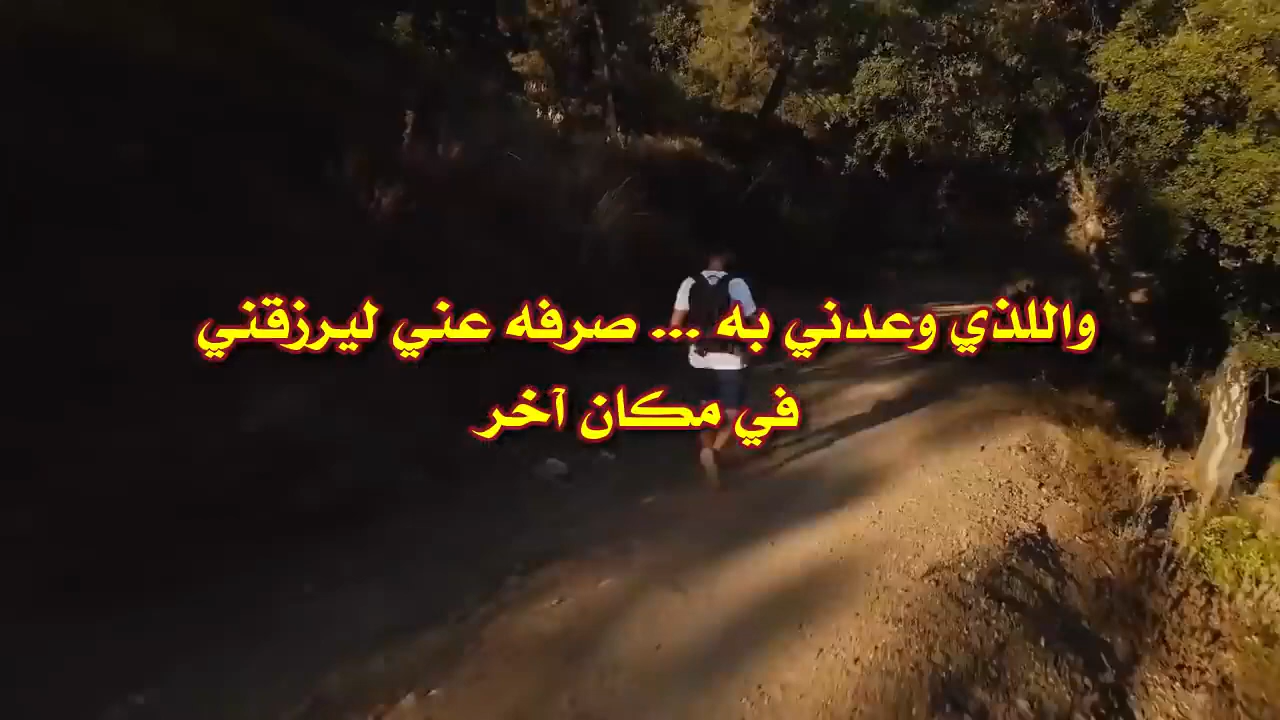 واللذي وعدني به ... صرفه عني ليرزقني
في مكان آخر